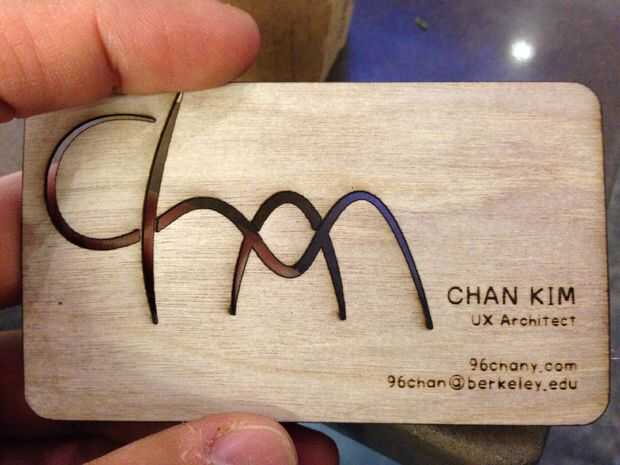 Chan
CHAN KIM
UX Architect
96chany.com
96chan@berkeley.edu